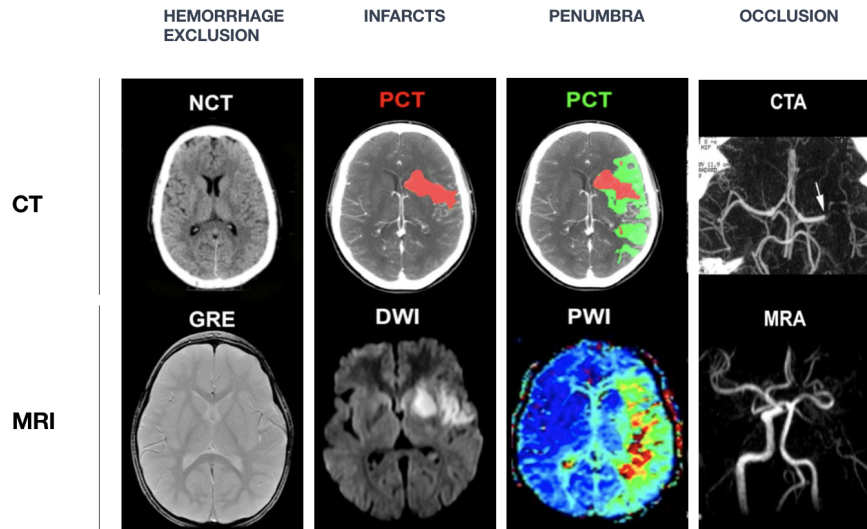 HEMORRHAGE
EXCLUSION
INFARCTS
PENUMBRA
OCCLUSION
CT
NCT
PCT
PCT
CTA
MRI
GRE
DWI
PWI
MRA